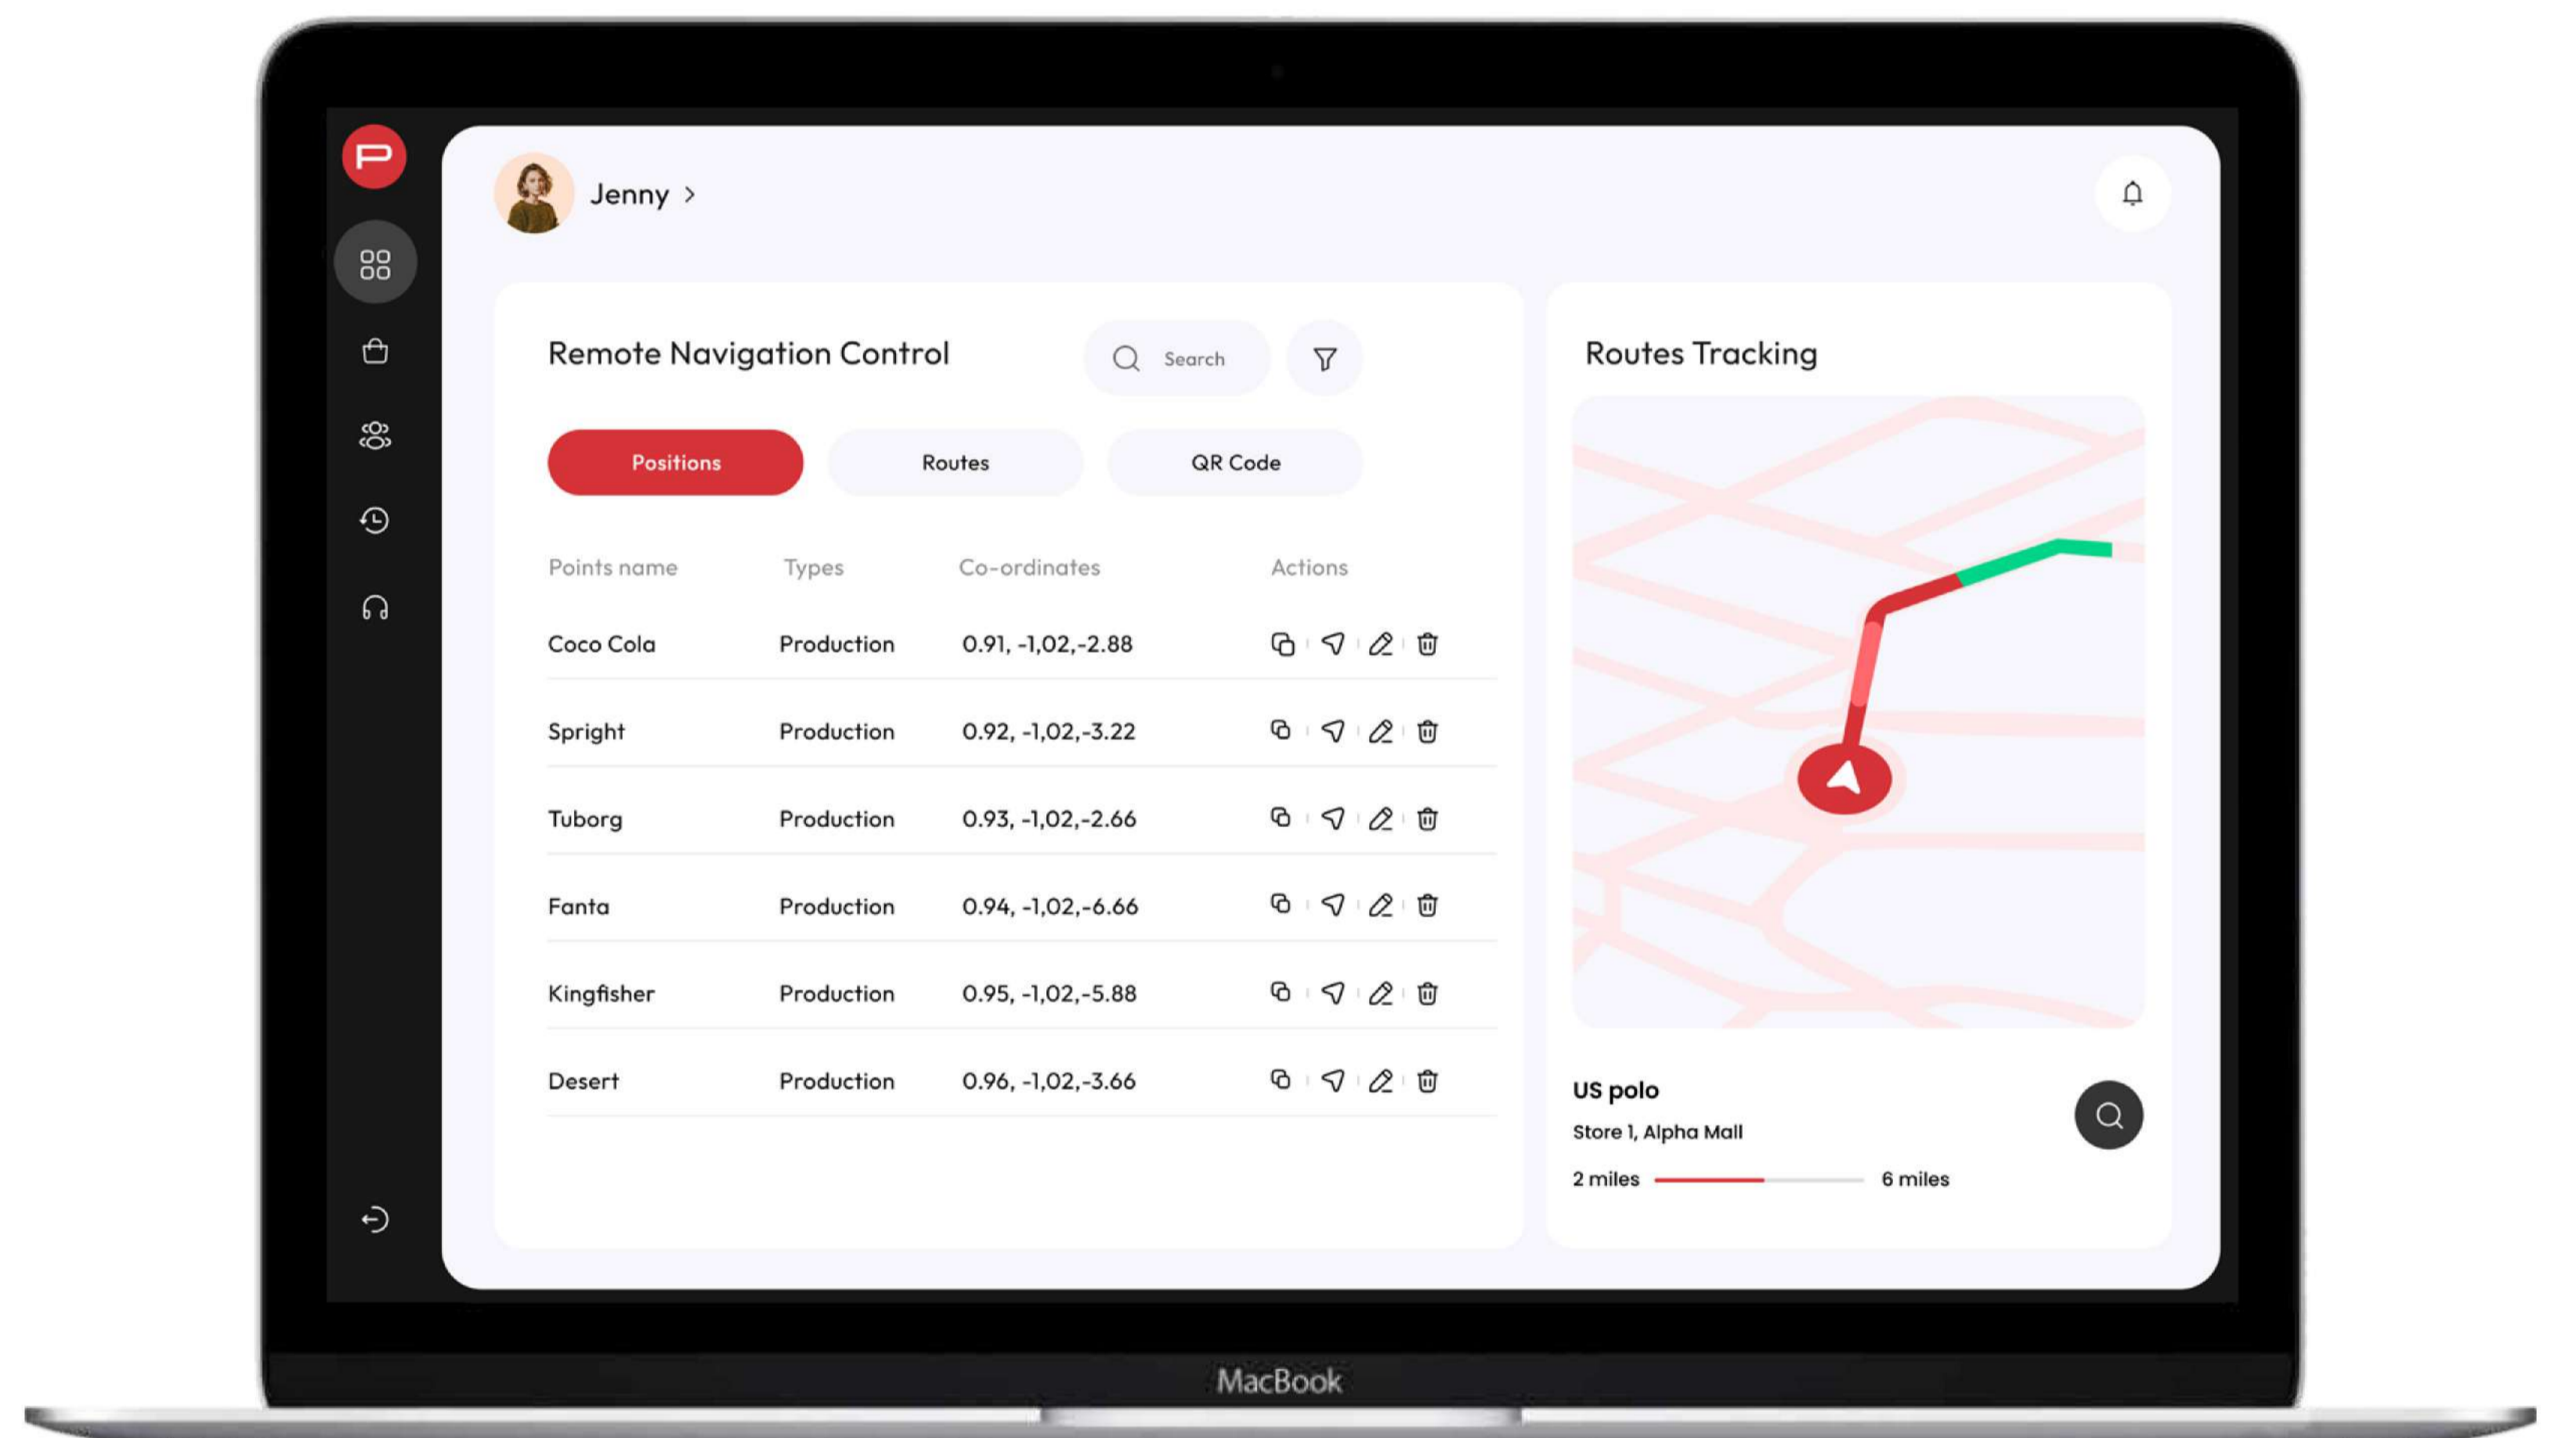 P
Jenny >
Remote Navigation Control
Search
Positions
Routes
QR Code
Points name Types Co-ordinates Actions
Coco Cola Production 0.91, -1,02,-2.88
Spright Production 0.92, -1,02,-3.22
Tuborg Production 0.93, -1,02,-2.66
Fanta Production 0.94, -1,02,-6.66
Kingfisher Production 0.95, -1,02,-5.88
Desert Production 0.96, -1,02,-3.66
Routes Tracking
US polo
Store 1, Alpha Mall
2 miles 6 miles
MacBook